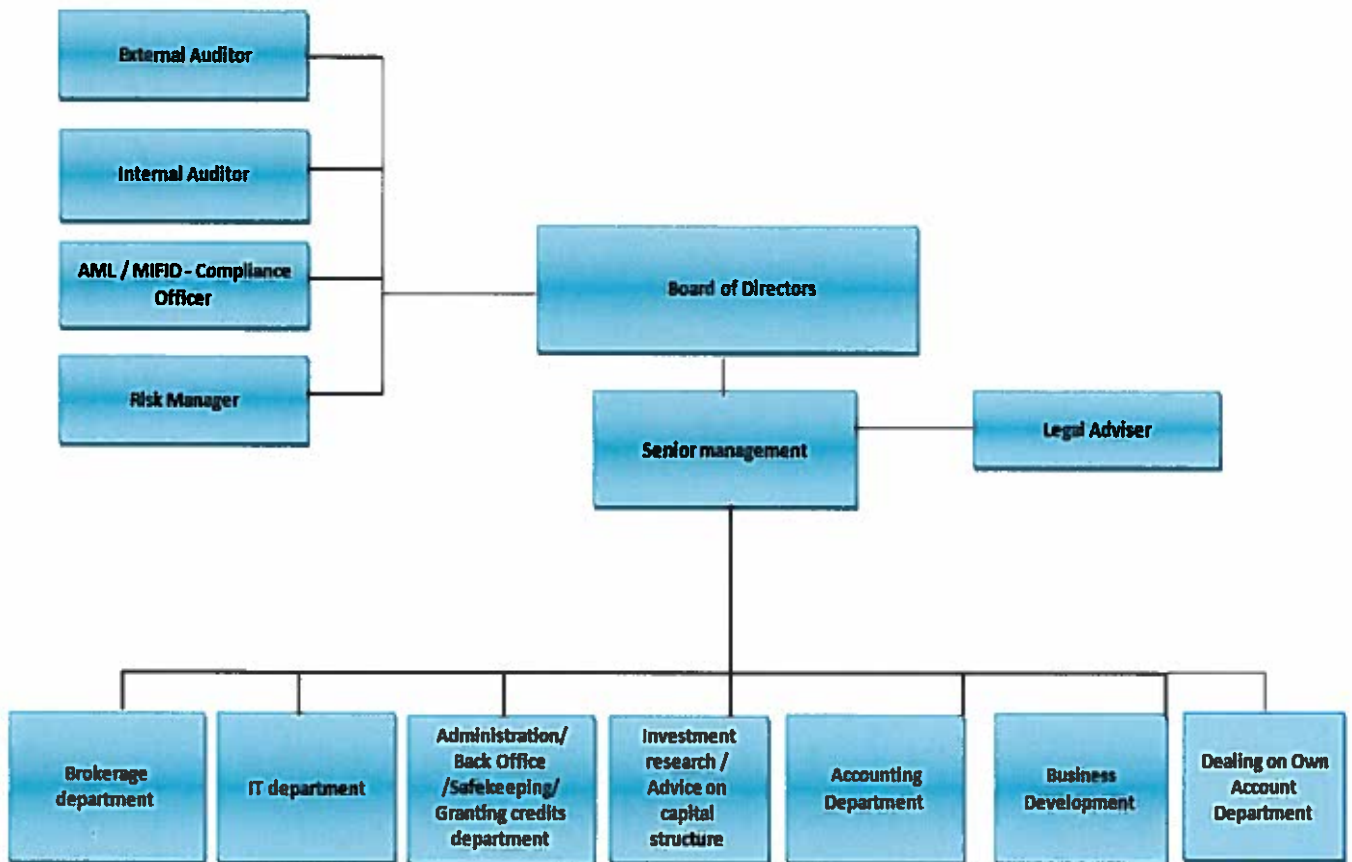 External Auditor
Internal Auditor
AML / MIFID - Compliance
Officer
Risk Manager
Board of Directors
Senior management
Legal Adviser
Brokerage
department
IT department
Administration/
Back Office
/Safekeeping/
Granting credits
department
Investment
research /
Advice on
capital
structure
Accounting
Department
Business
Development
Dealing on Own
Account
Department